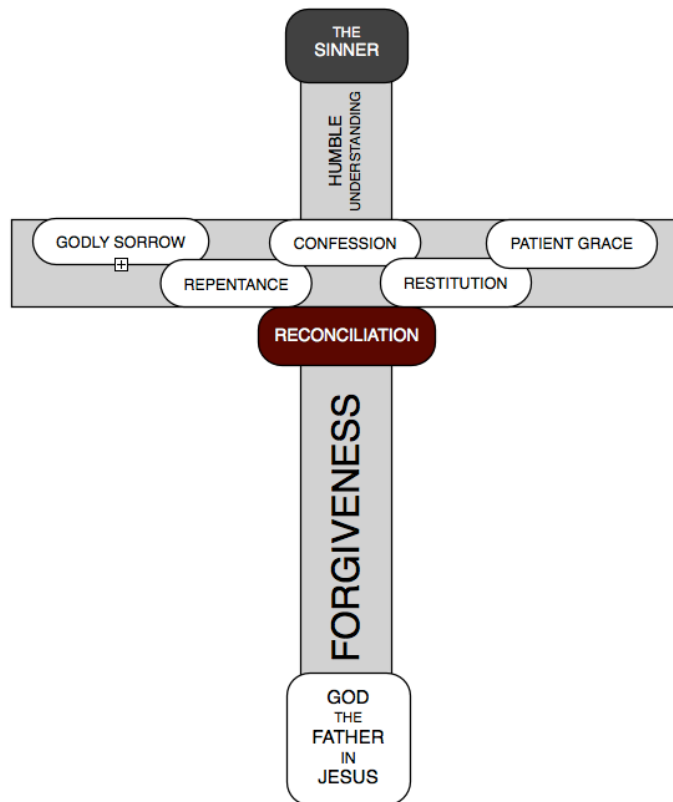 THE
SINNER
HUMBLE
UNDERSTANDING
GODLY SORROW
CONFESSION
PATIENT GRACE
REPENTANCE
RESTITUTION
RECONCILIATION
FORGIVENESS
GOD
THE
FATHER
IN
JESUS